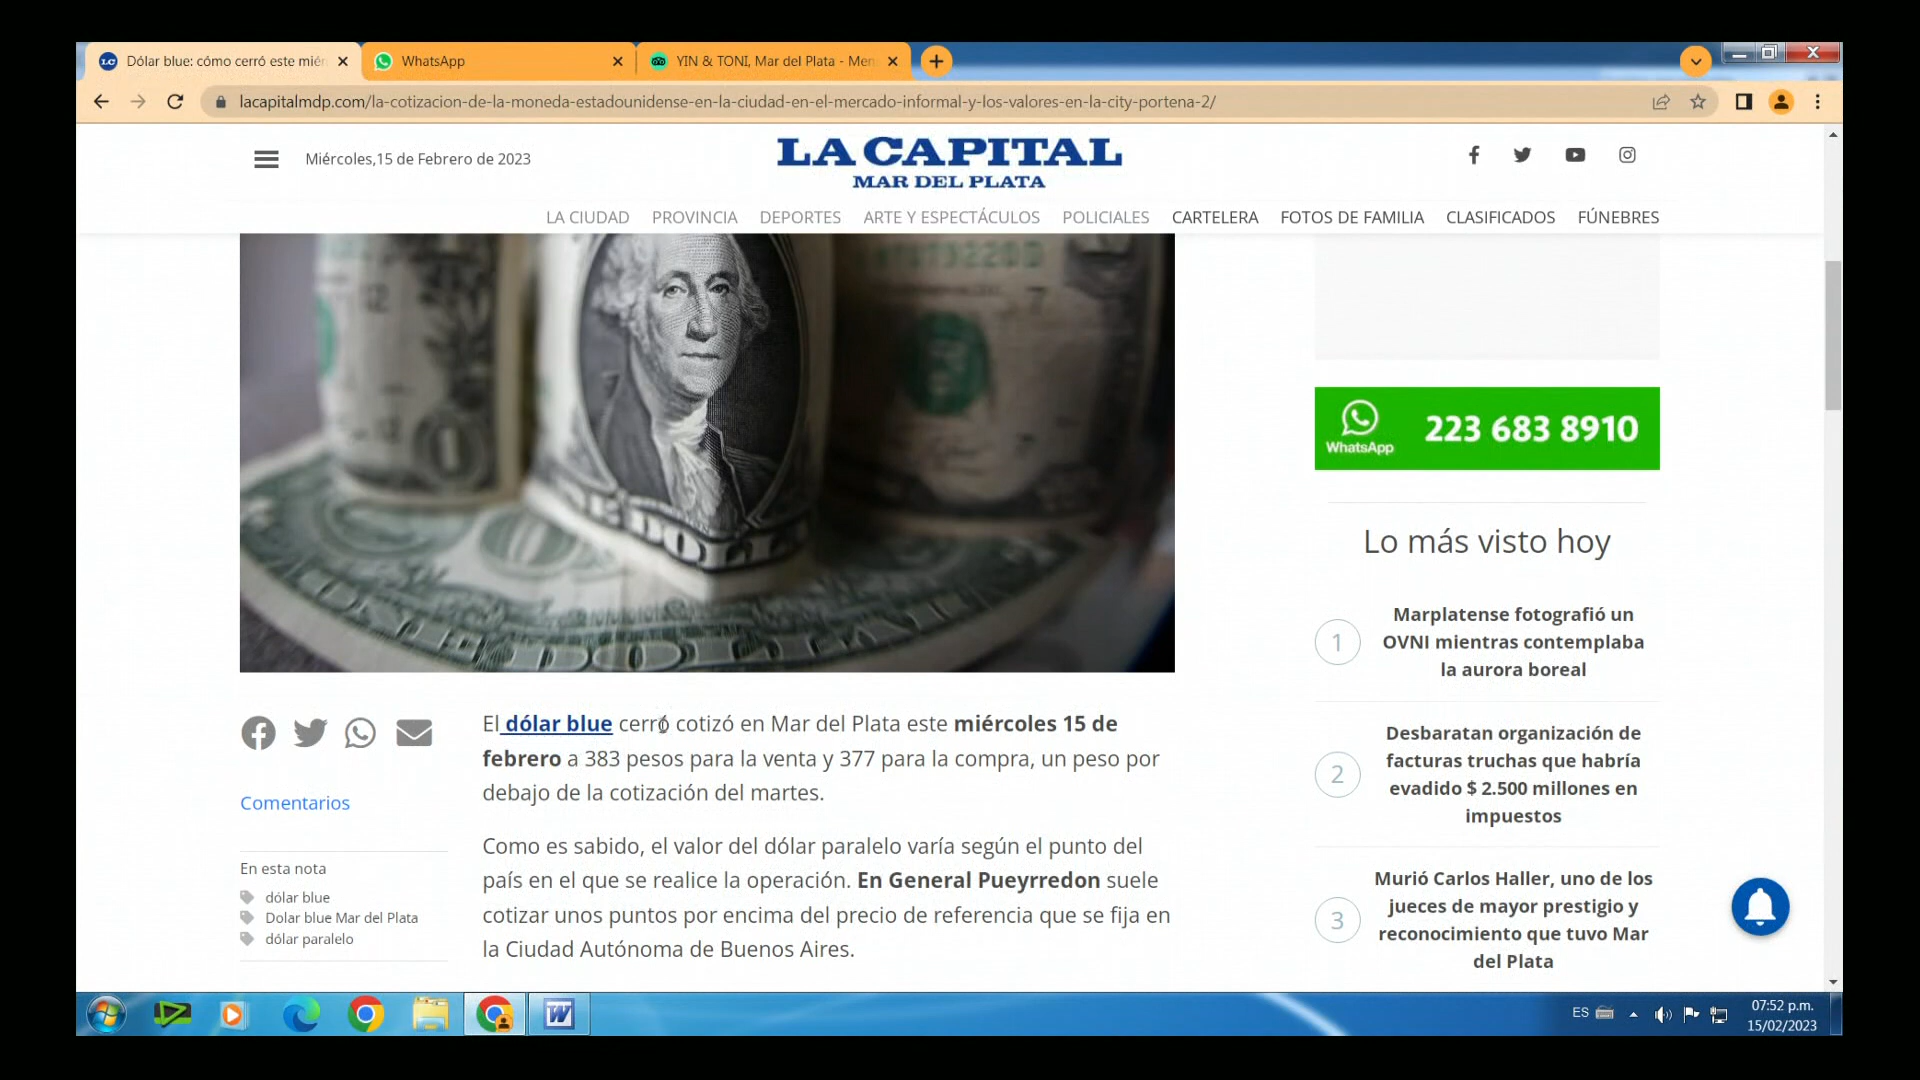 Dólar blue: cómo cerró este miér
WhatsApp
YIN & TONI, Mar del Plata - Men
lacapitalmdp.com/la-cotizacion-de-la-moneda-estadounidense-en-la-ciudad-en-el-mercado-informal-y-los-valores-en-la-city-portena-2/
Miércoles,15 de Febrero de 2023
LA CAPITAL
MAR DEL PLATA
LA CIUDAD PROVINCIA DEPORTES ARTE Y ESPECTÁCULOS POLICIALES CARTELERA FOTOS DE FAMILIA CLASIFICADOS FÚNEBRES
WhatsApp
223 683 8910
Lo más visto hoy
1
Marplatense fotografió un
OVNI mientras contemplaba
la aurora boreal
2
Desbaratan organización de
facturas truchas que habría
evadido $ 2.500 millones en
impuestos
3
Murió Carlos Haller, uno de los
jueces de mayor prestigio y
reconocimiento que tuvo Mar
del Plata
Comentarios
En esta nota
dólar blue
Dolar blue Mar del Plata
dólar paralelo
El dólar blue cerró cotizó en Mar del Plata este miércoles 15 de
febrero a 383 pesos para la venta y 377 para la compra, un peso por
debajo de la cotización del martes.
Como es sabido, el valor del dólar paralelo varía según el punto del
país en el que se realice la operación. En General Pueyrredon suele
cotizar unos puntos por encima del precio de referencia que se fija en
la Ciudad Autónoma de Buenos Aires.
ES
07:52 p.m.
15/02/2023